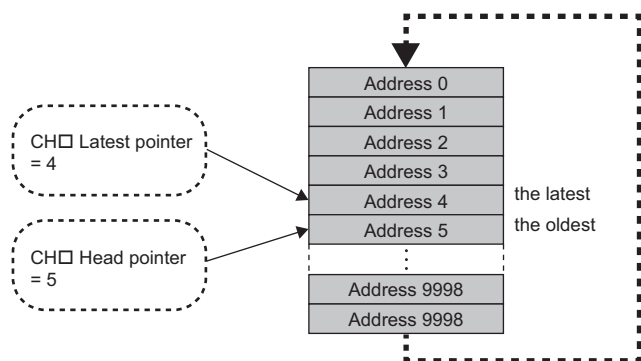 Address 0
Address 1
Address 2
Address 3
Address 4
Address 5
Address 9998
Address 9998
CH□ Latest pointer
= 4
CH□ Head pointer
= 5
the latest
the oldest